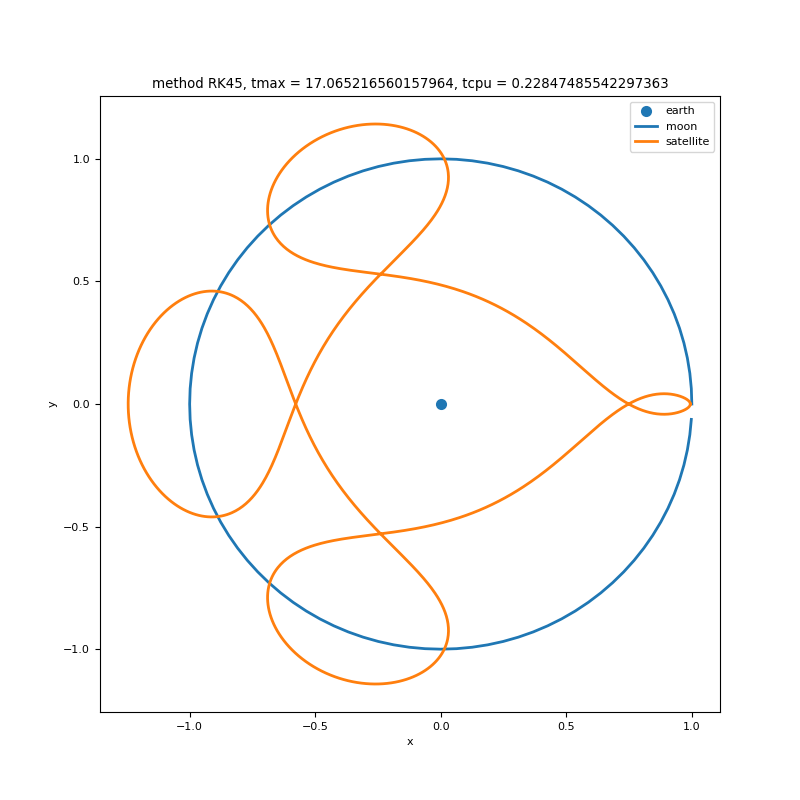 method RK45, tmax = 17.065216560157964, tcpu = 0.22847485542297363
earth
moon
satellite
1.0
0.5
0.0
−0.5
−1.0
y
−1.0
−0.5
0.0
0.5
1.0
x